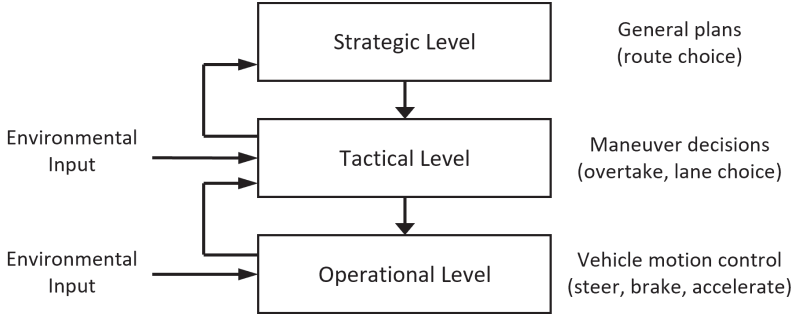 Strategic Level
General plans
(route choice)
Environmental
Input
Tactical Level
Maneuver decisions
(overtake, lane choice)
Environmental
Input
Operational Level
Vehicle motion control
(steer, brake, accelerate)